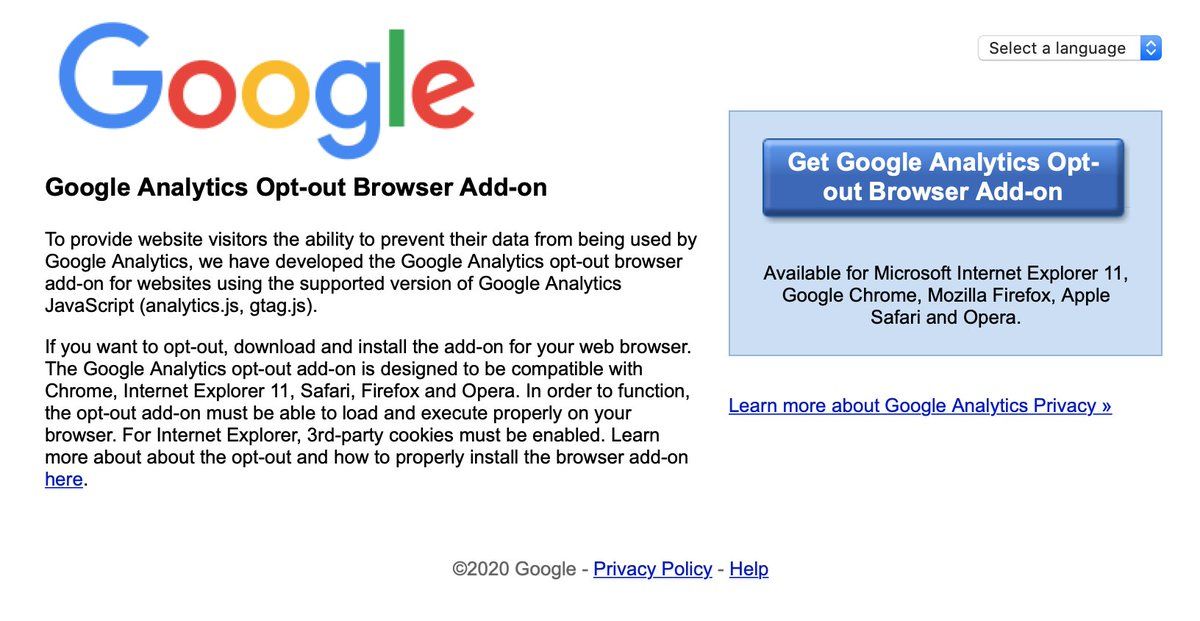 Google
Select a language
Google Analytics Opt-out Browser Add-on
To provide website visitors the ability to prevent their data from being used by
Google Analytics, we have developed the Google Analytics opt-out browser
add-on for websites using the supported version of Google Analytics
JavaScript (analytics.js, gtag.js).
If you want to opt-out, download and install the add-on for your web browser.
The Google Analytics opt-out add-on is designed to be compatible with
Chrome, Internet Explorer 11, Safari, Firefox and Opera. In order to function,
the opt-out add-on must be able to load and execute properly on your
browser. For Internet Explorer, 3rd-party cookies must be enabled. Learn
more about about the opt-out and how to properly install the browser add-on
here.
Get Google Analytics Opt-
out Browser Add-on
Available for Microsoft Internet Explorer 11,
Google Chrome, Mozilla Firefox, Apple
Safari and Opera.
Learn more about Google Analytics Privacy »
©2020 Google - Privacy Policy - Help